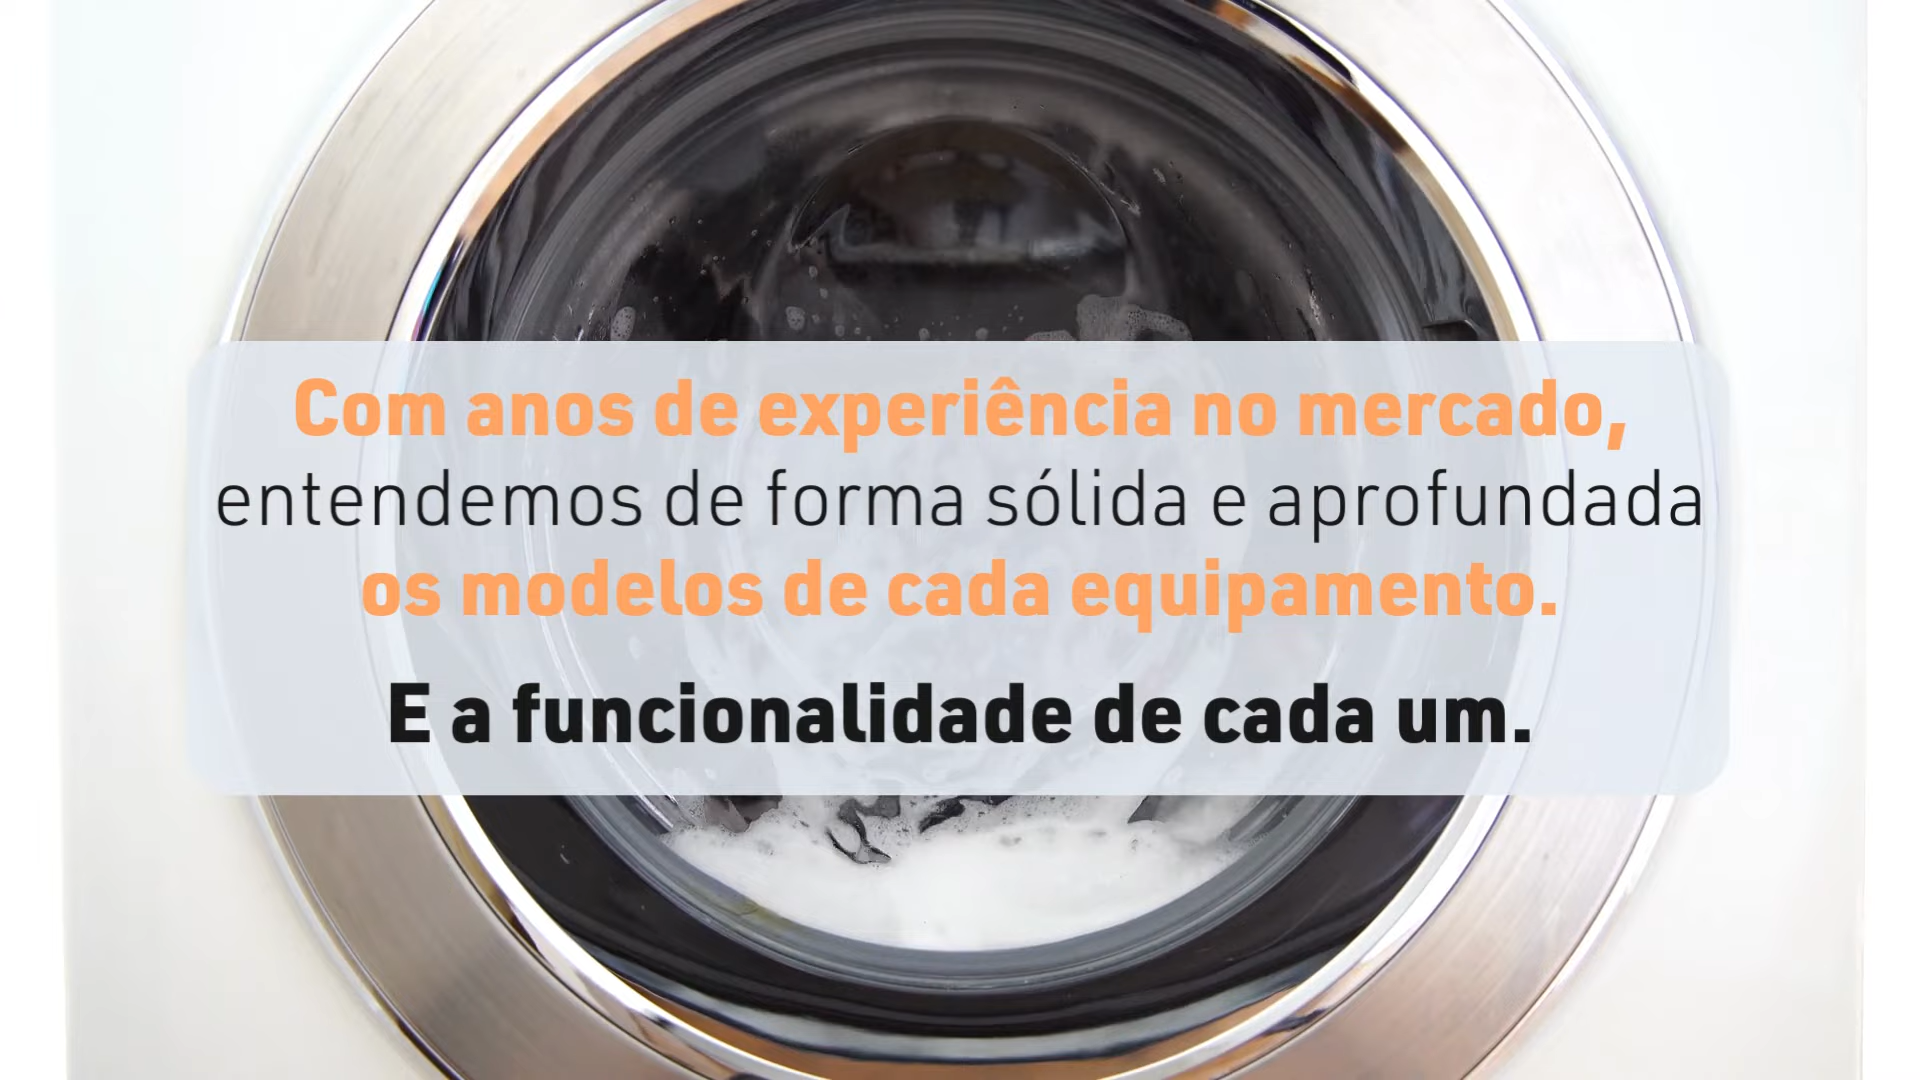 Com anos de experiência no mercado,
entendemos de forma sólida e aprofundada
os modelos de cada equipamento.
E a funcionalidade de cada um.